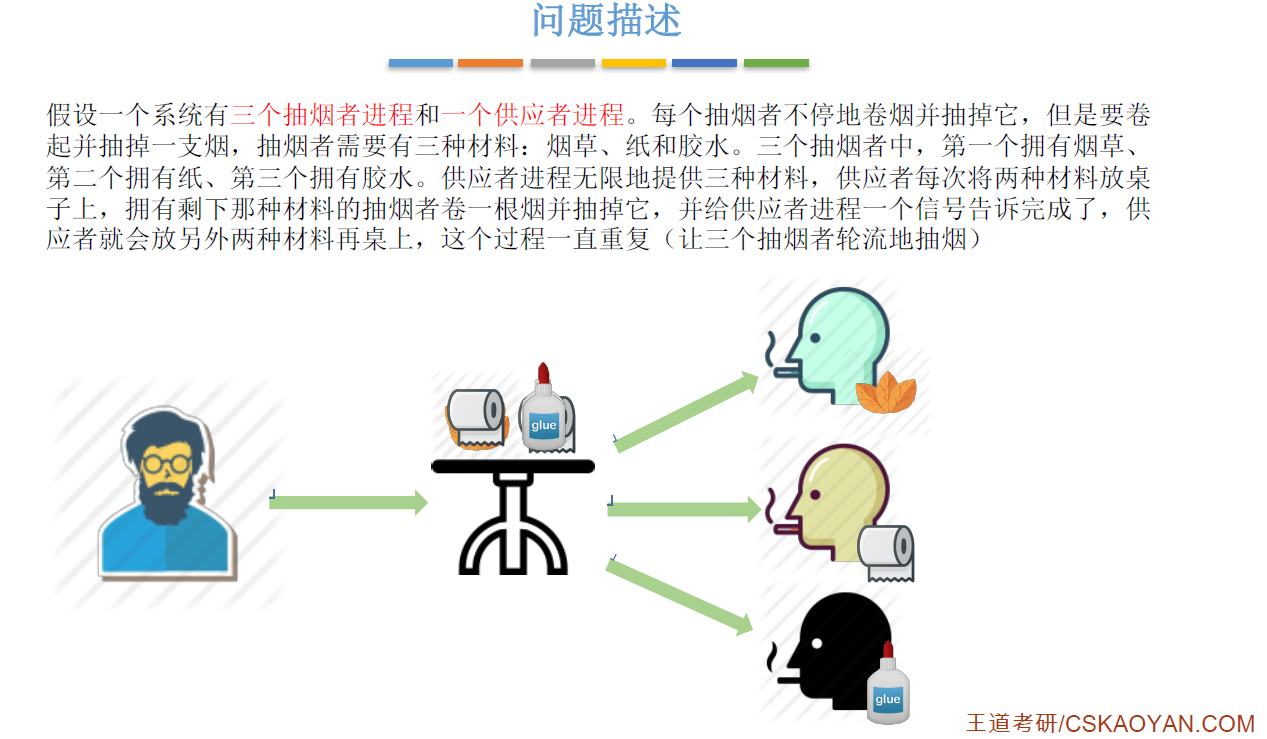 问题描述
假设一个系统有三个抽烟者进程和一个供应者进程。每个抽烟者不停地卷烟并抽掉它，但是要卷
起并抽掉一支烟，抽烟者需要有三种材料：烟草、纸和胶水。三个抽烟者中，第一个拥有烟草、
第二个拥有纸、第三个拥有胶水。供应者进程无限地提供三种材料，供应者每次将两种材料放桌
子上，拥有剩下那种材料的抽烟者卷一根烟并抽掉它，并给供应者进程一个信号告诉完成了，供
应者就会放另外两种材料再桌上，这个过程一直重复（让三个抽烟者轮流地抽烟）
glue
glue
王道考研/CSKAOYAN.COM